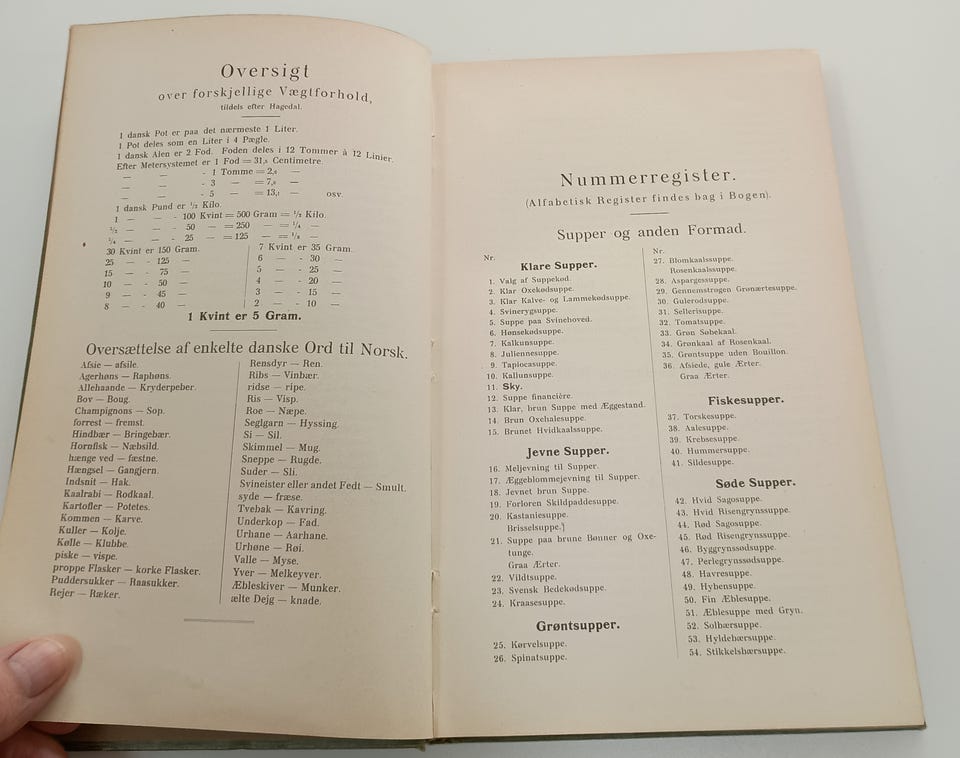 Oversigt
over forskjellige Vægtforhold,
tildels efter Hagedal.
1 dansk Pot er paa det nærmeste 1 Liter.
1 Pot deles som en Liter i 4 Pægle.
1 dansk Alen er 2 Fod. Foden deles i 12 Tommer à 12 Linier.
Efter Metersystemet er 1 Fod = 31,₅ Centimetre.
— — - 1 Tomme = 2,₆ —
— — - 3 — = 7,₈ —
— — - 5 — = 13,₁ — osv.
1 dansk Pund er ½ Kilo.
1 — — - 100 Kvint = 500 Gram = ½ Kilo.
½ — — - 50 — = 250 — = ¼ —
¼ — — - 25 — = 125 — = ⅛ —
30 Kvint er 150 Gram.
25 — - 125 —
15 — - 75 —
10 — - 50 —
9 — - 45 —
8 — - 40 —
7 Kvint er 35 Gram.
6 — - 30 —
5 — - 25 —
4 — - 20 —
3 — - 15 —
2 — - 10 —
1 Kvint er 5 Gram.
Oversættelse af enkelte danske Ord til Norsk.
Afsie — afsile.
Agerhøns — Raphøns.
Allehaande — Kryderpeber.
Bov — Boug.
Champignons — Sop.
forrest — fremst.
Hindbær — Bringebær.
Hornfisk — Næbsild.
hænge ved — fæstne.
Hængsel — Gangjern.
Indsnit — Hak.
Kaalrabi — Rodkaal.
Kartofler — Potetes.
Kommen — Karve.
Kuller — Kolje.
Kølle — Klubbe.
piske — vispe.
proppe Flasker — korke Flasker.
Puddersukker — Raasukker.
Rejer — Ræker.
Rensdyr — Ren.
Ribs — Vinbær.
ridse — ripe.
Ris — Visp.
Roe — Næpe.
Seglgarn — Hyssing.
Si — Sil.
Skimmel — Mug.
Sneppe — Rugde.
Suder — Sli.
Svineister eller andet Fedt — Smult.
syde — fræse.
Tvebak — Kavring.
Underkop — Fad.
Urhane — Aarhane.
Urhøne — Røi.
Valle — Myse.
Yver — Melkeyver.
Æbleskiver — Munker.
ælte Dejg — knade.
Nummerregister.
(Alfabetisk Register findes bag i Bogen).
Supper og anden Formad.
Nr.
Klare Supper.
1. Valg af Suppekød.
2. Klar Oxekødsuppe.
3. Klar Kalve- og Lammekødsuppe.
4. Svinerygsuppe.
5. Suppe paa Svinehoved.
6. Hønsekødsuppe.
7. Kalkunsuppe.
8. Juliennesuppe.
9. Tapiocasuppe.
10. Kallunsuppe.
11. Sky.
12. Suppe financière.
13. Klar, brun Suppe med Æggestand.
14. Brun Oxehalesuppe.
15. Brunet Hvidkaalssuppe.
Jevne Supper.
16. Meljevning til Supper.
17. Æggeblommejevning til Supper.
18. Jevnet brun Suppe.
19. Forloren Skildpaddesuppe.
20. Kastaniesuppe.
Brisselsuppe.
21. Suppe paa brune Bønner og Oxe-
tunge.
Graa Ærter.
22. Vildtsuppe.
23. Svensk Bedekødsuppe.
24. Kraasesuppe.
Grøntsupper.
25. Kørvelsuppe.
26. Spinatsuppe.
Nr.
27. Blomkaalssuppe.
Rosenkaalssuppe.
28. Aspargessuppe.
29. Gennemstrøgen Grønærtesuppe.
30. Gulerodsuppe.
31. Sellerisuppe.
32. Tomatsuppe.
33. Grøn Søbekaal.
34. Grønkaal af Rosenkaal.
35. Grøntsuppe uden Bouillon.
36. Afsiede, gule Ærter.
Graa Ærter.
Fiskesupper.
37. Torskesuppe.
38. Aalesuppe.
39. Krebsesuppe.
40. Hummersuppe.
41. Sildesuppe.
Søde Supper.
42. Hvid Sagosuppe.
43. Hvid Risengrynssuppe.
44. Rød Sagosuppe.
45. Rød Risengrynssuppe.
46. Byggrynssødsuppe.
47. Perlegrynssødsuppe.
48. Havresuppe.
49. Hybensuppe.
50. Fin Æblesuppe.
51. Æblesuppe med Gryn.
52. Solbærsuppe.
53. Hyldebærsuppe.
54. Stikkelsbærsuppe.